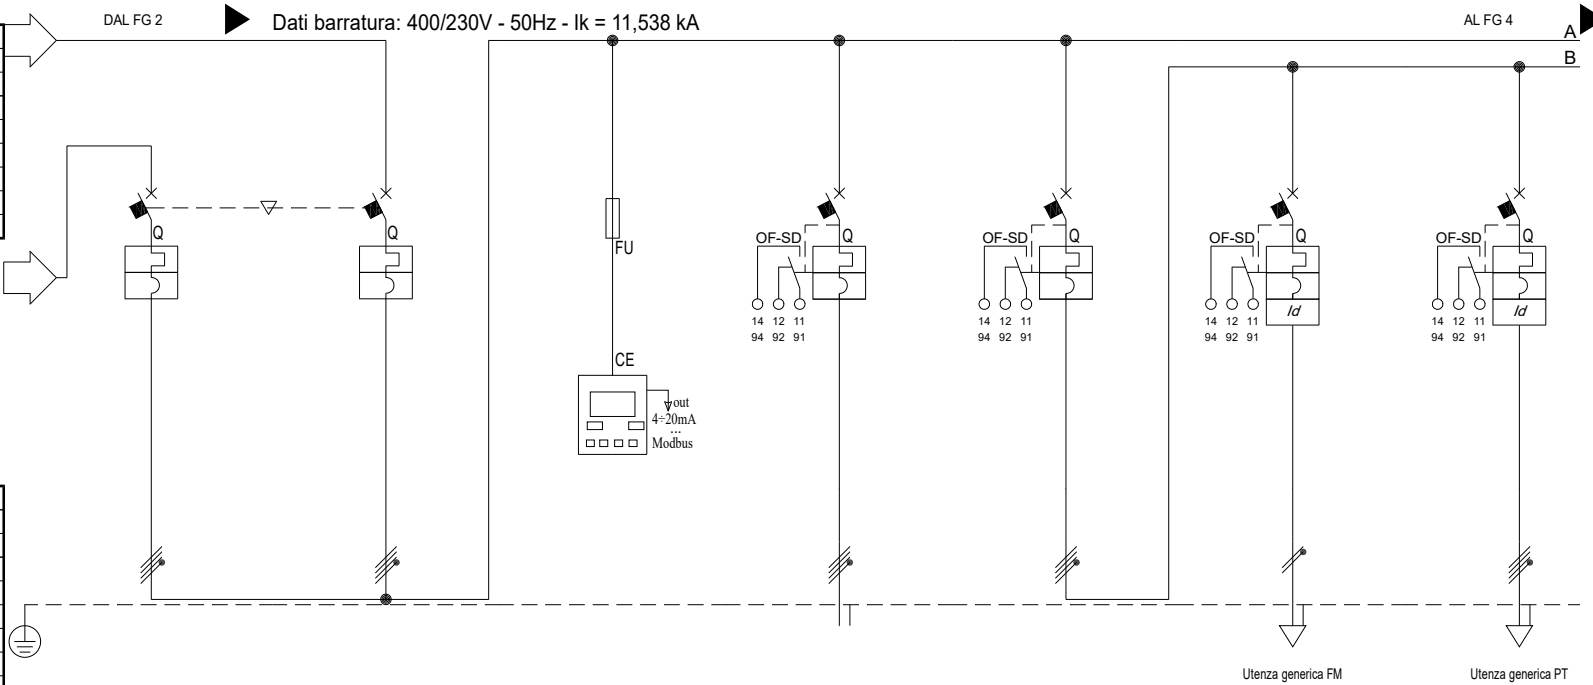 DAL FG 2
Dati barratura: 400/230V - 50Hz - Ik = 11,538 kA
AL FG 4
A
B
Q
Q
FU
CE
out
4÷20mA
...
Modbus
OF-SD
Q
14 12 11
94 92 91
OF-SD
Q
14 12 11
94 92 91
OF-SD
Q
Id
14 12 11
94 92 91
OF-SD
Q
Id
14 12 11
94 92 91
Utenza generica FM
Utenza generica PT